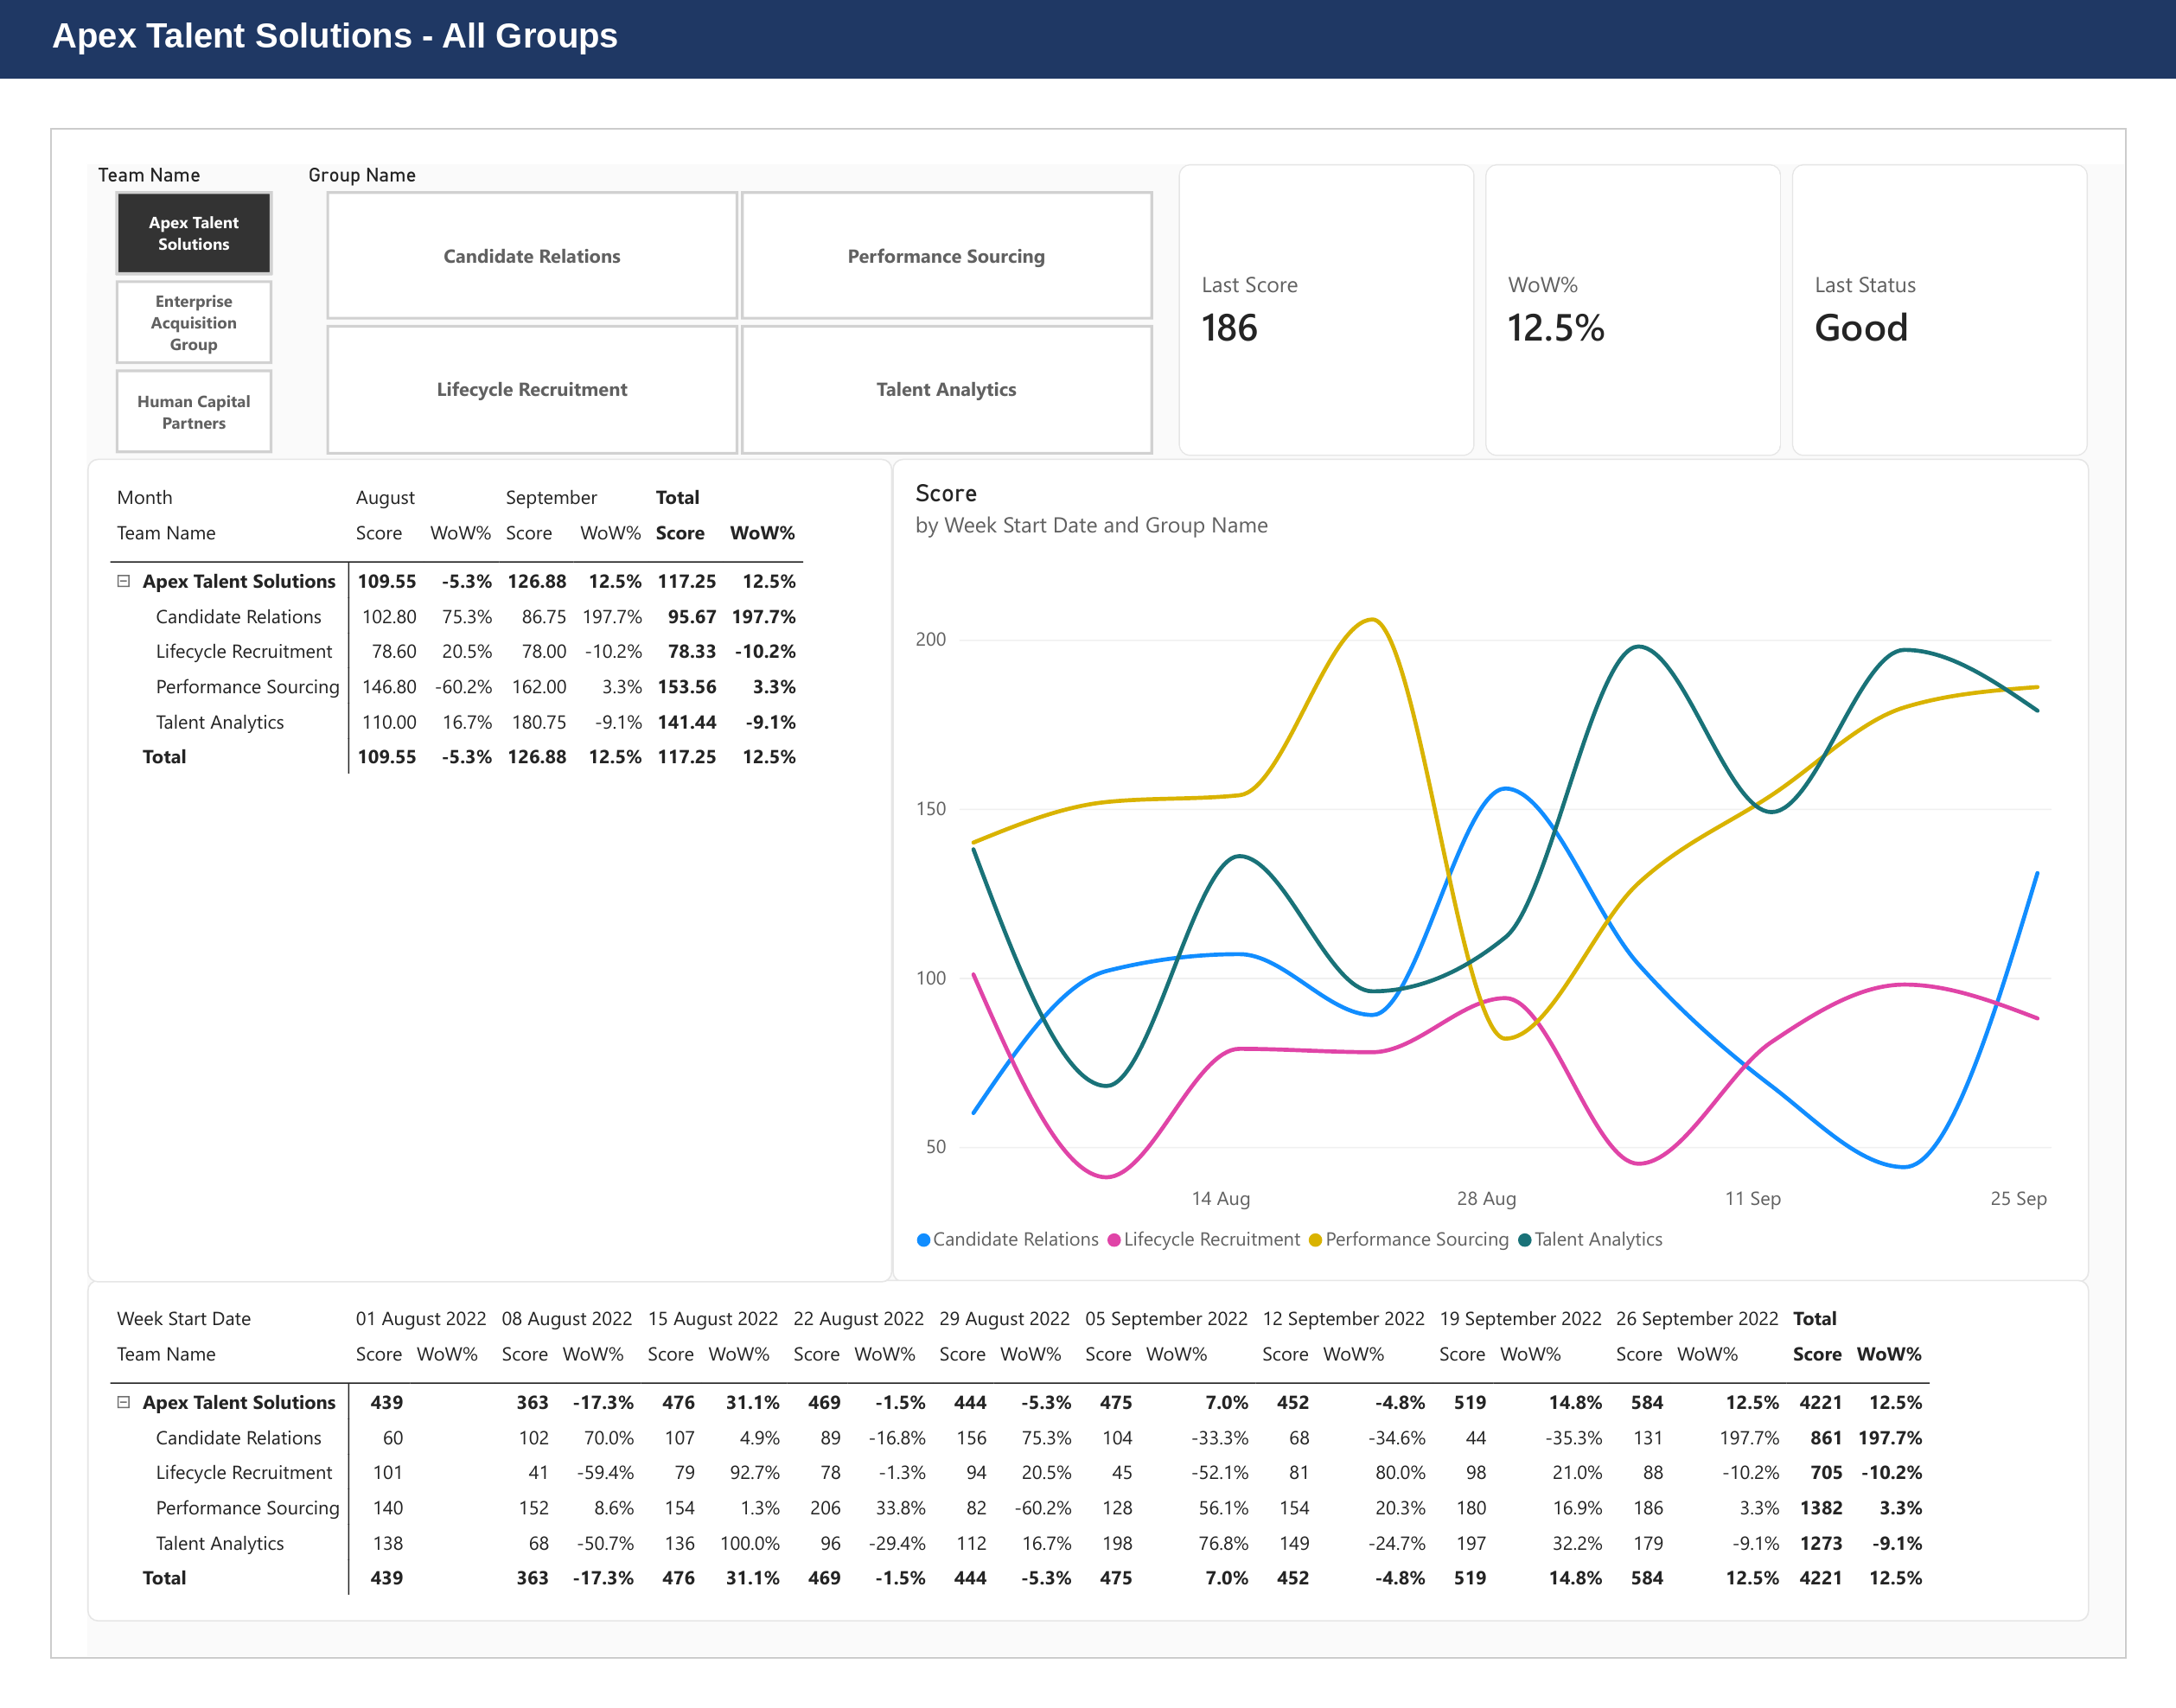 Apex Talent Solutions - All Groups
Team Name
Apex Talent
Solutions
Enterprise
Acquisition
Group
Human Capital
Partners
Group Name
Candidate Relations
Performance Sourcing
Lifecycle Recruitment
Talent Analytics
Last Score
186
WoW%
12.5%
Last Status
Good
Month August September Total
Team Name Score WoW% Score WoW% Score WoW%
Apex Talent Solutions 109.55 -5.3% 126.88 12.5% 117.25 12.5%
Candidate Relations 102.80 75.3% 86.75 197.7% 95.67 197.7%
Lifecycle Recruitment 78.60 20.5% 78.00 -10.2% 78.33 -10.2%
Performance Sourcing 146.80 -60.2% 162.00 3.3% 153.56 3.3%
Talent Analytics 110.00 16.7% 180.75 -9.1% 141.44 -9.1%
Total 109.55 -5.3% 126.88 12.5% 117.25 12.5%
Score
by Week Start Date and Group Name
200
150
100
50
14 Aug 28 Aug 11 Sep 25 Sep
Candidate Relations Lifecycle Recruitment Performance Sourcing Talent Analytics
Week Start Date 01 August 2022 08 August 2022 15 August 2022 22 August 2022 29 August 2022 05 September 2022 12 September 2022 19 September 2022 26 September 2022 Total
Team Name Score WoW% Score WoW% Score WoW% Score WoW% Score WoW% Score WoW% Score WoW% Score WoW% Score WoW% Score WoW%
Apex Talent Solutions 439 363 -17.3% 476 31.1% 469 -1.5% 444 -5.3% 475 7.0% 452 -4.8% 519 14.8% 584 12.5% 4221 12.5%
Candidate Relations 60 102 70.0% 107 4.9% 89 -16.8% 156 75.3% 104 -33.3% 68 -34.6% 44 -35.3% 131 197.7% 861 197.7%
Lifecycle Recruitment 101 41 -59.4% 79 92.7% 78 -1.3% 94 20.5% 45 -52.1% 81 80.0% 98 21.0% 88 -10.2% 705 -10.2%
Performance Sourcing 140 152 8.6% 154 1.3% 206 33.8% 82 -60.2% 128 56.1% 154 20.3% 180 16.9% 186 3.3% 1382 3.3%
Talent Analytics 138 68 -50.7% 136 100.0% 96 -29.4% 112 16.7% 198 76.8% 149 -24.7% 197 32.2% 179 -9.1% 1273 -9.1%
Total 439 363 -17.3% 476 31.1% 469 -1.5% 444 -5.3% 475 7.0% 452 -4.8% 519 14.8% 584 12.5% 4221 12.5%